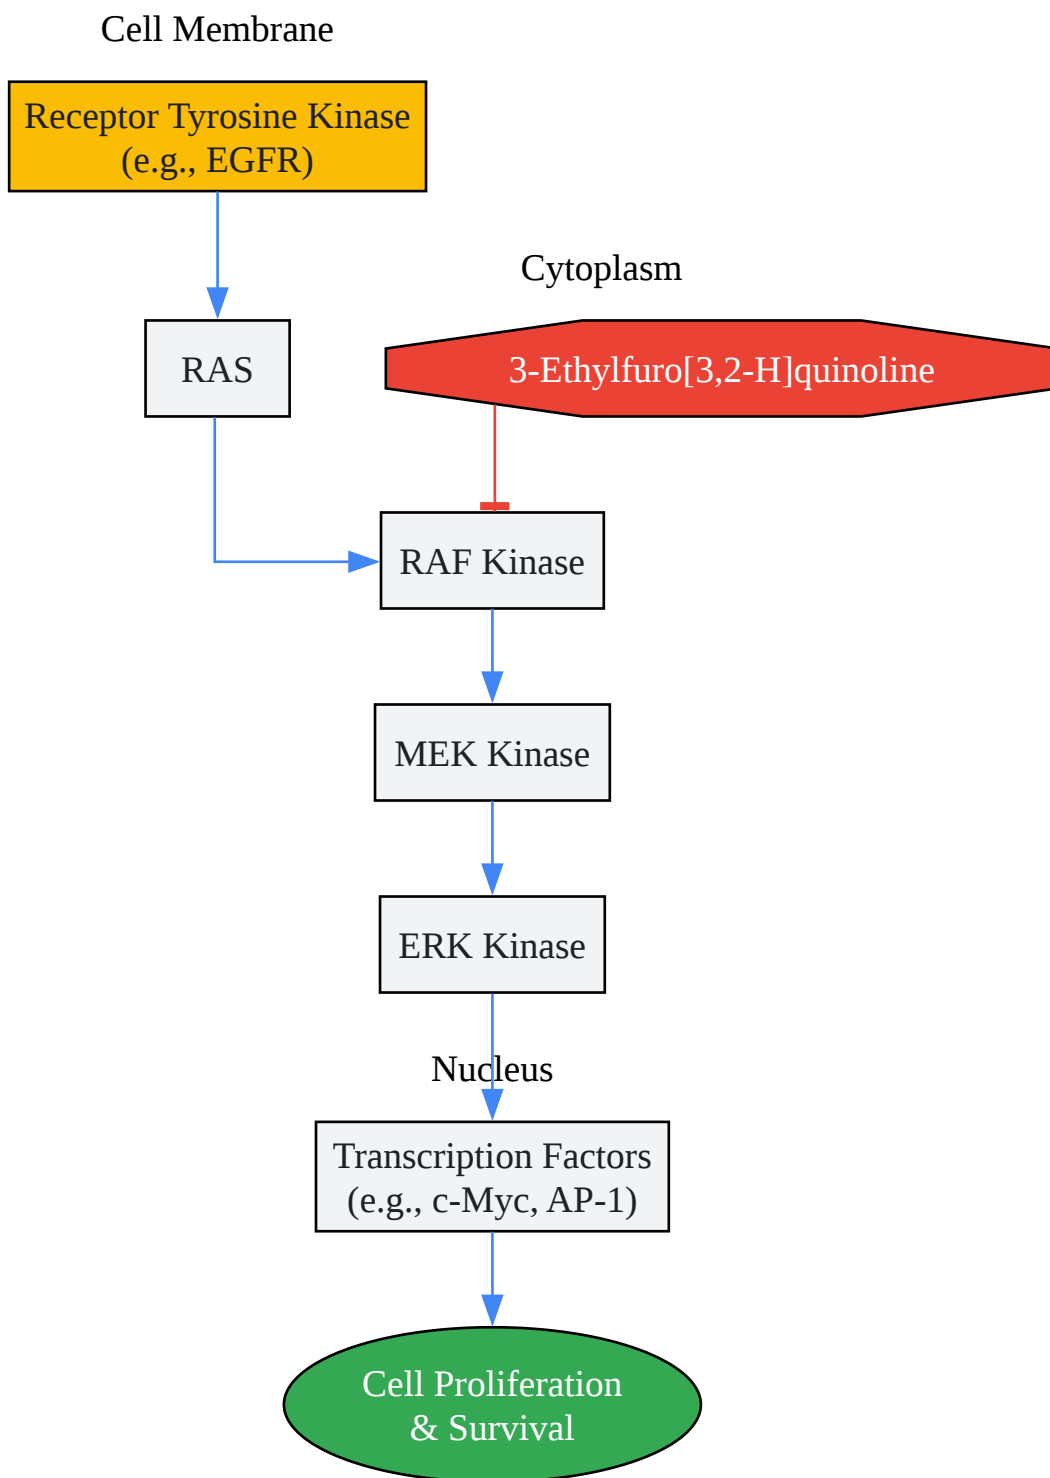 Cell Membrane
Receptor Tyrosine Kinase
(e.g., EGFR)
Cytoplasm
RAS
3-Ethylfuro[3,2-H]quinoline
RAF Kinase
MEK Kinase
ERK Kinase
Nucleus
Transcription Factors
(e.g., c-Myc, AP-1)
Cell Proliferation
& Survival